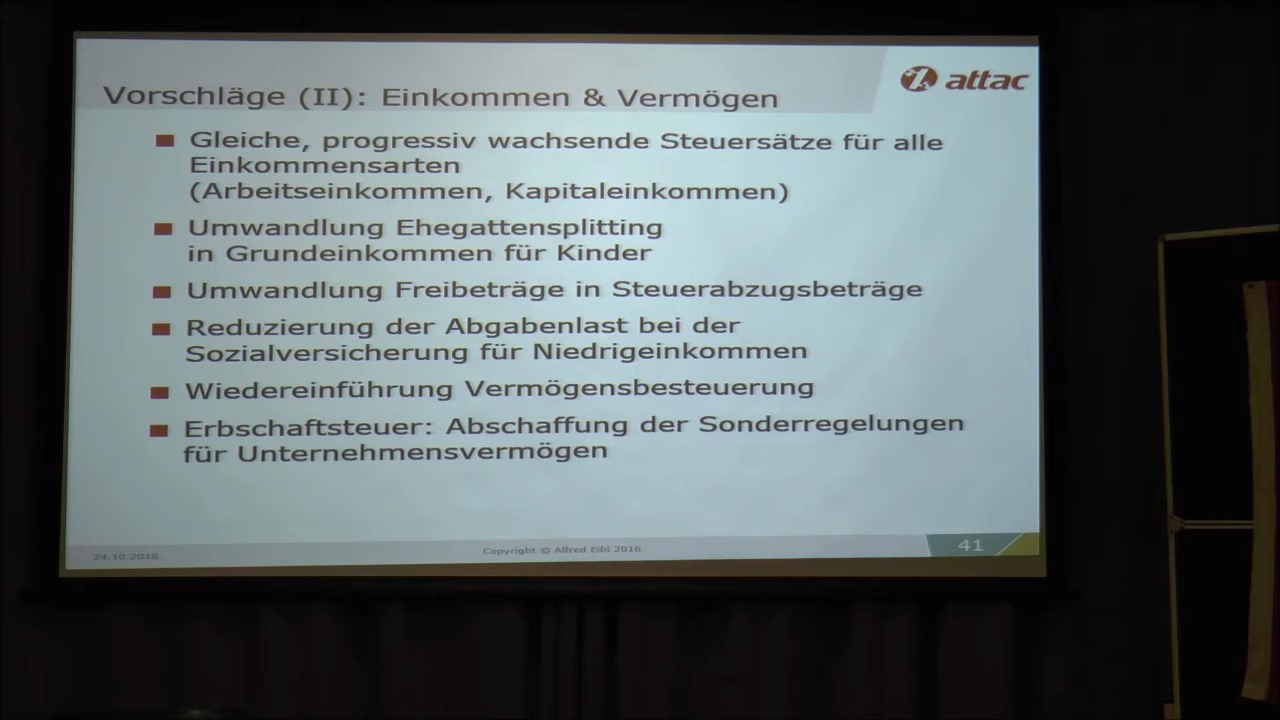 attac
Vorschläge (II): Einkommen & Vermögen
Gleiche, progressiv wachsende Steuersätze für alle
Einkommensarten
(Arbeitseinkommen, Kapitaleinkommen)
Umwandlung Ehegattensplitting
in Grundeinkommen für Kinder
Umwandlung Freibeträge in Steuerabzugsbeträge
Reduzierung der Abgabenlast bei der
Sozialversicherung für Niedrigeinkommen
Wiedereinführung Vermögensbesteuerung
Erbschaftsteuer: Abschaffung der Sonderregelungen
für Unternehmensvermögen
24.10.2016
Copyright © Alfred Eibl 2016
41